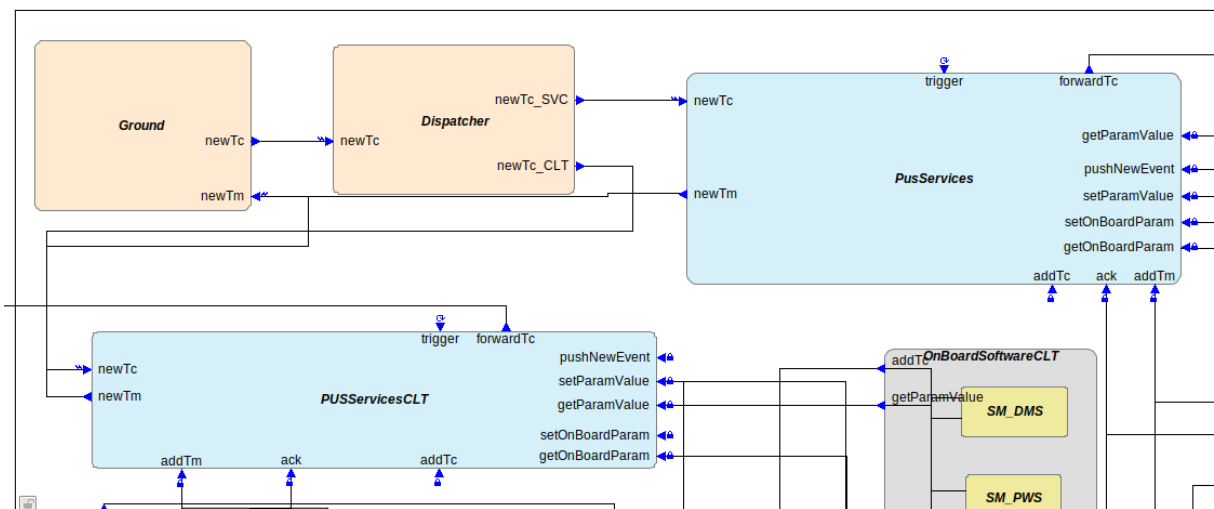 Ground
newTc
newTm
Dispatcher
newTc
newTc_SVC
newTc_CLT
PusServices
trigger
forwardTc
newTc
newTm
getParamValue
pushNewEvent
setParamValue
setOnBoardParam
getOnBoardParam
addTc
ack
addTm
PUSServicesCLT
trigger
forwardTc
newTc
newTm
pushNewEvent
setParamValue
getParamValue
setOnBoardParam
getOnBoardParam
addTm
ack
addTc
OnBoardSoftwareCLT
addTc
getParamValue
SM_DMS
SM_PWS